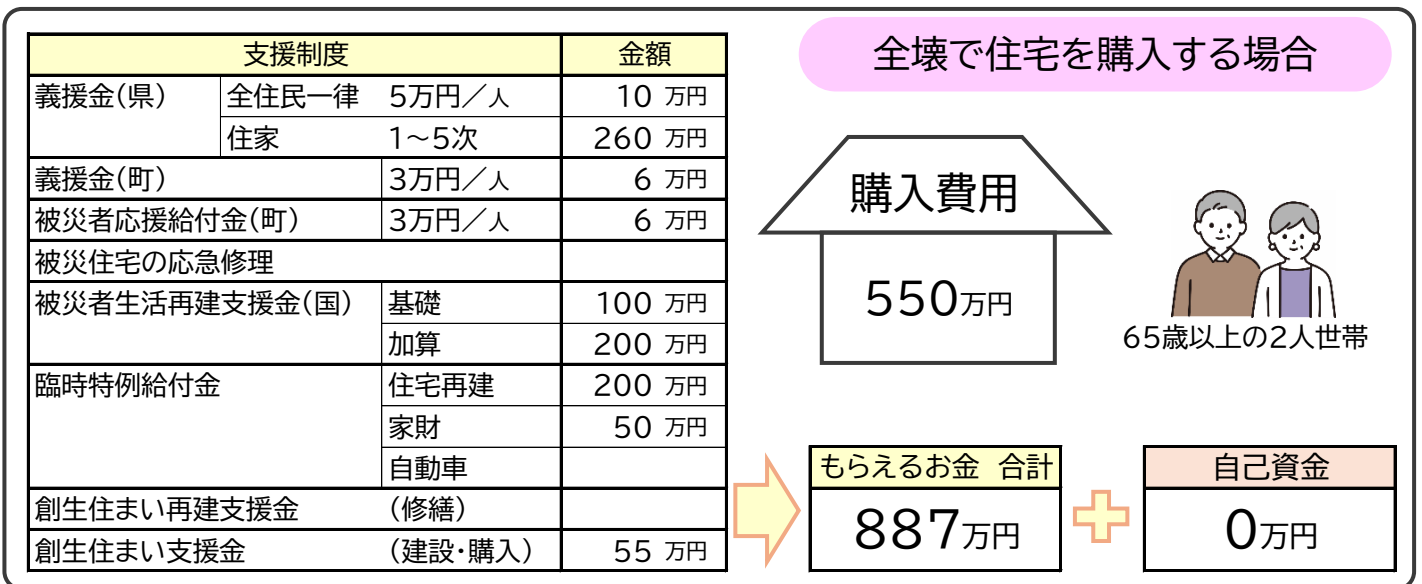 支援制度 金額
義援金(県) 全住民一律 5万円／人 10 万円
住家 1～5次 260 万円
義援金(町) 3万円／人 6 万円
被災者応援給付金(町) 3万円／人 6 万円
被災住宅の応急修理
被災者生活再建支援金(国) 基礎 100 万円
加算 200 万円
臨時特例給付金 住宅再建 200 万円
家財 50 万円
自動車
創生住まい再建支援金 (修繕)
創生住まい支援金 (建設・購入) 55 万円
全壊で住宅を購入する場合
購入費用
550万円
65歳以上の2人世帯
もらえるお金 合計
887万円
自己資金
0万円